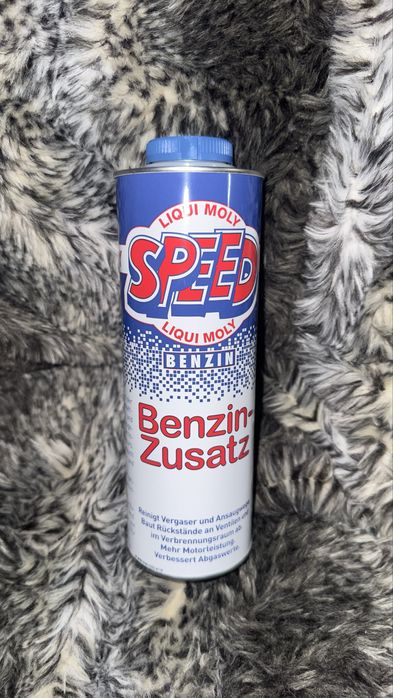 LIQUI MOLY
SPEED
LIQUI MOLY
BENZIN
Benzin-
Zusatz
Reinigt Vergaser und Ansaugwege.
Baut Rückstände an Ventilen und
im Verbrennungsraum ab.
Mehr Motorleistung.
Verbessert Abgaswerte.